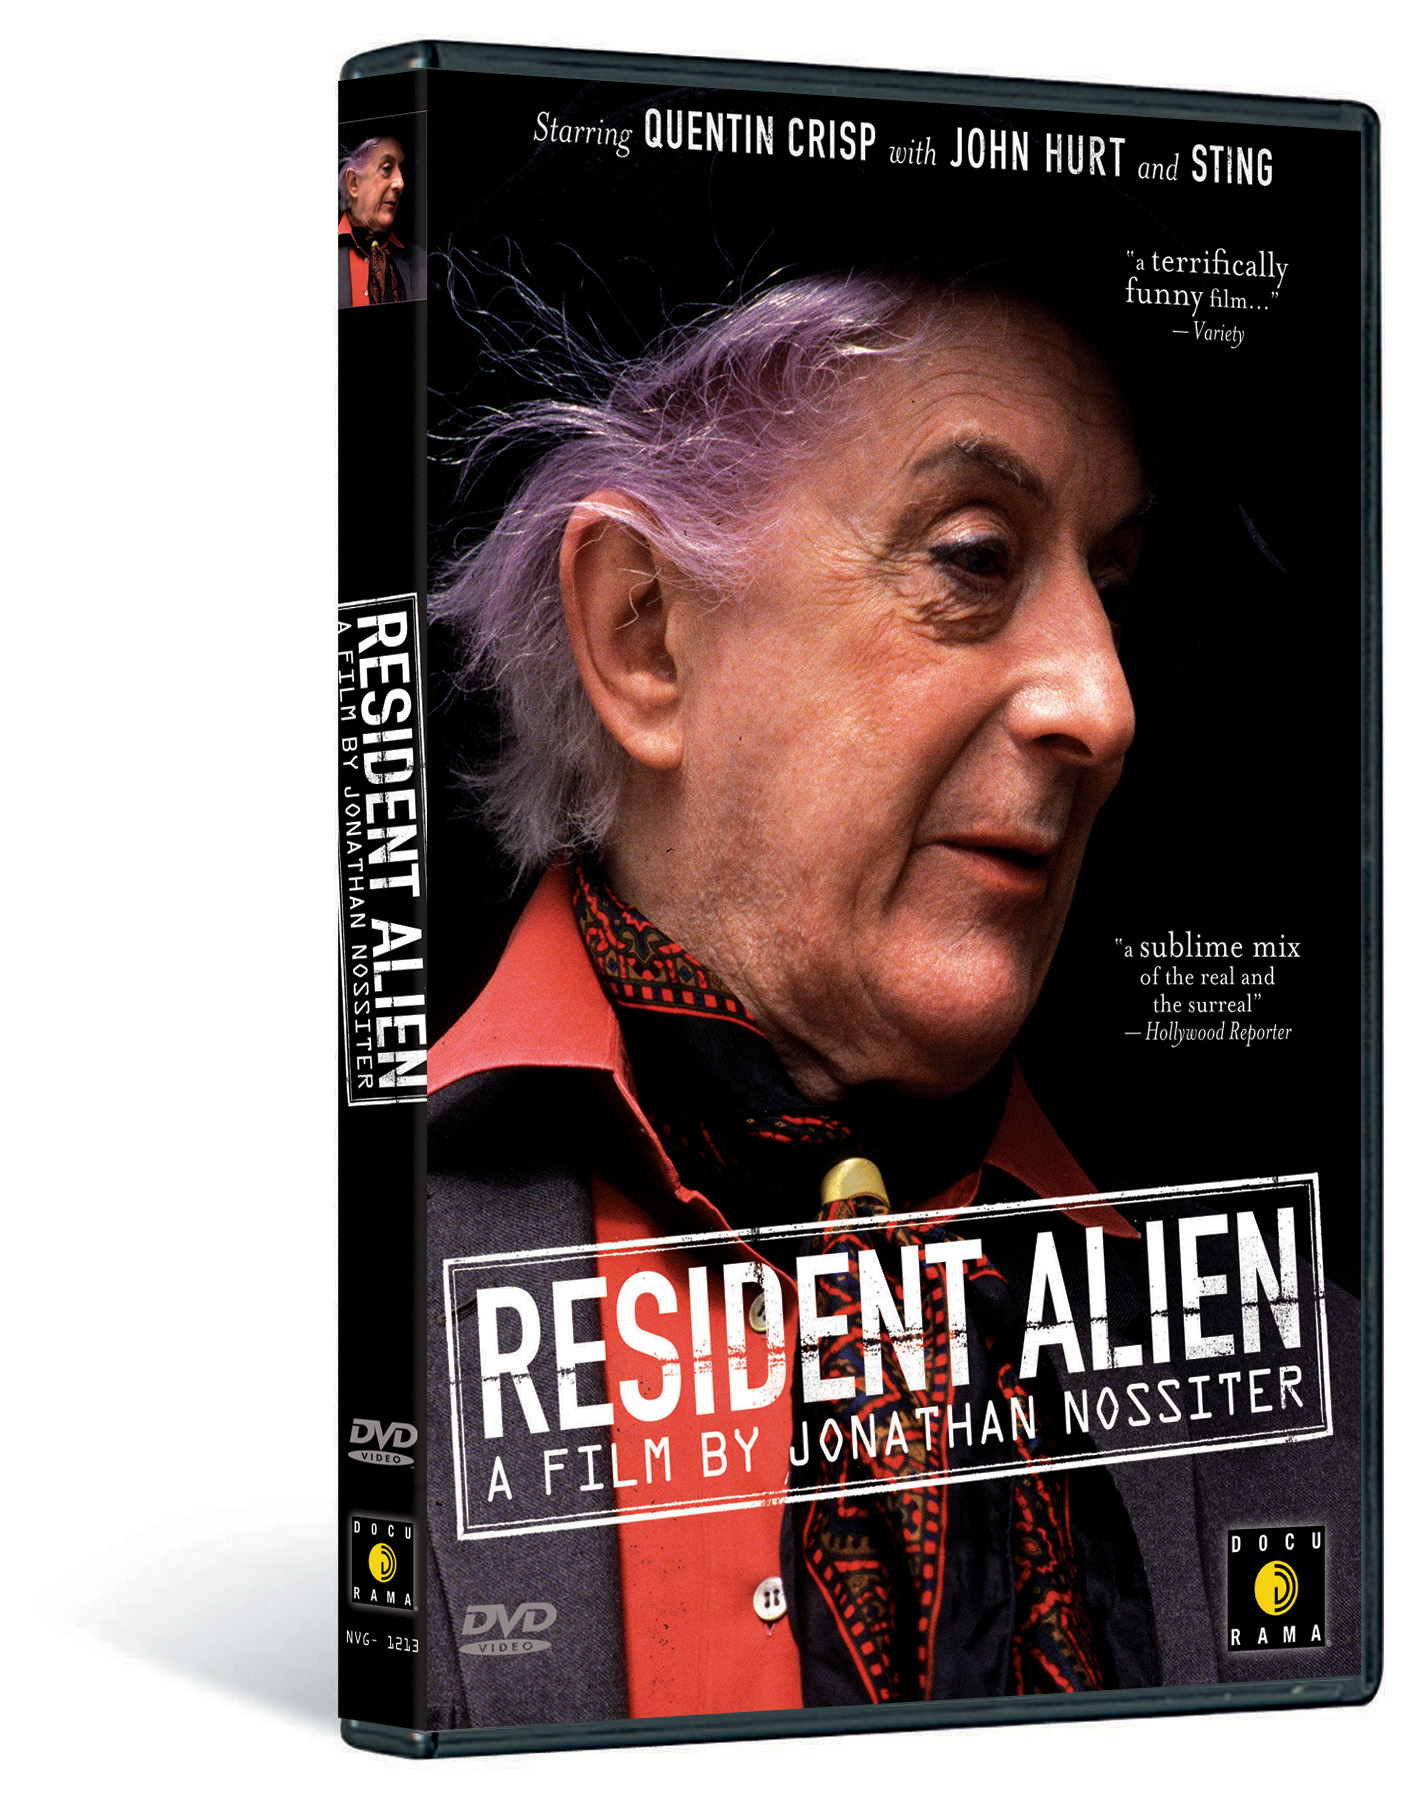 Starring QUENTIN CRISP with JOHN HURT and STING
"a terrifically
funny film..."
— Variety
"a sublime mix
of the real and
the surreal"
— Hollywood Reporter
RESIDENT ALIEN
A FILM BY JONATHAN NOSSITER
DVD
VIDEO
DOCU
RAMA®
RESIDENT ALIEN
A FILM BY JONATHAN NOSSITER
DVD
VIDEO
DOCU
RAMA
NVG- 1213